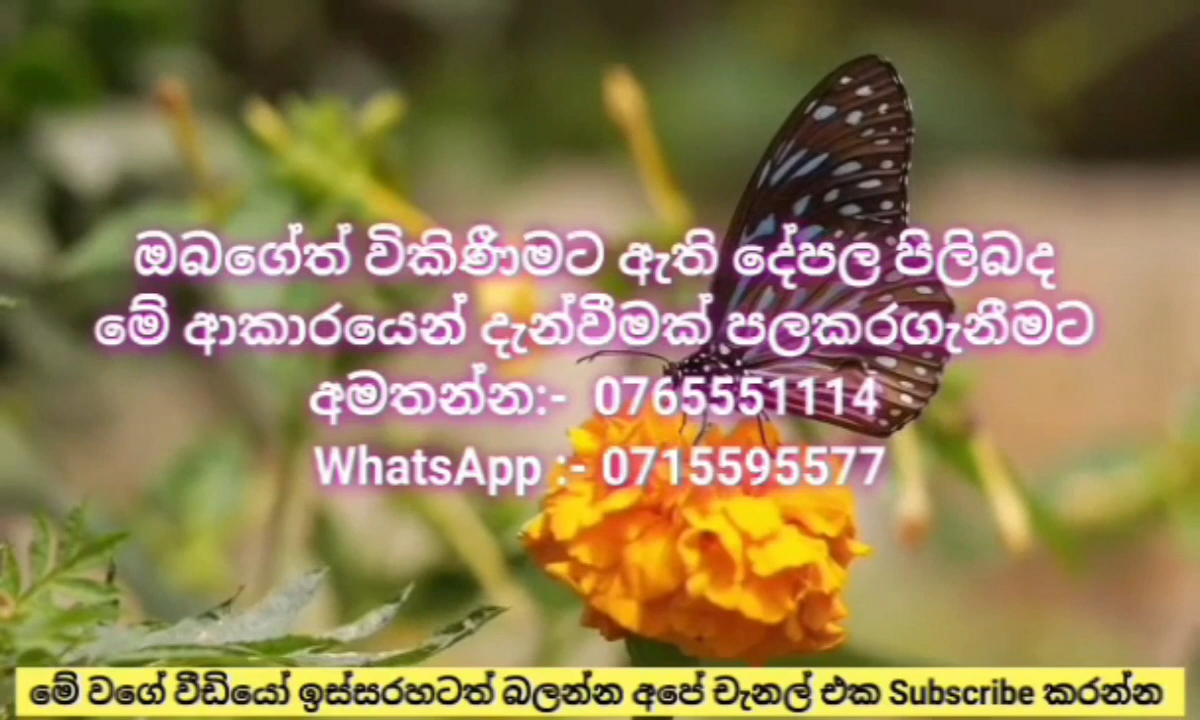 ඔබගේත් විකිණීමට ඇති දේපල පිලිබද
මේ ආකාරයෙන් දැන්වීමක් පලකරගැනීමට
අමතන්න:- 0765551114
WhatsApp :- 0715595577
මේ වගේ වීඩියෝ ඉස්සරහටත් බලන්න අපේ චැනල් එක Subscribe කරන්න